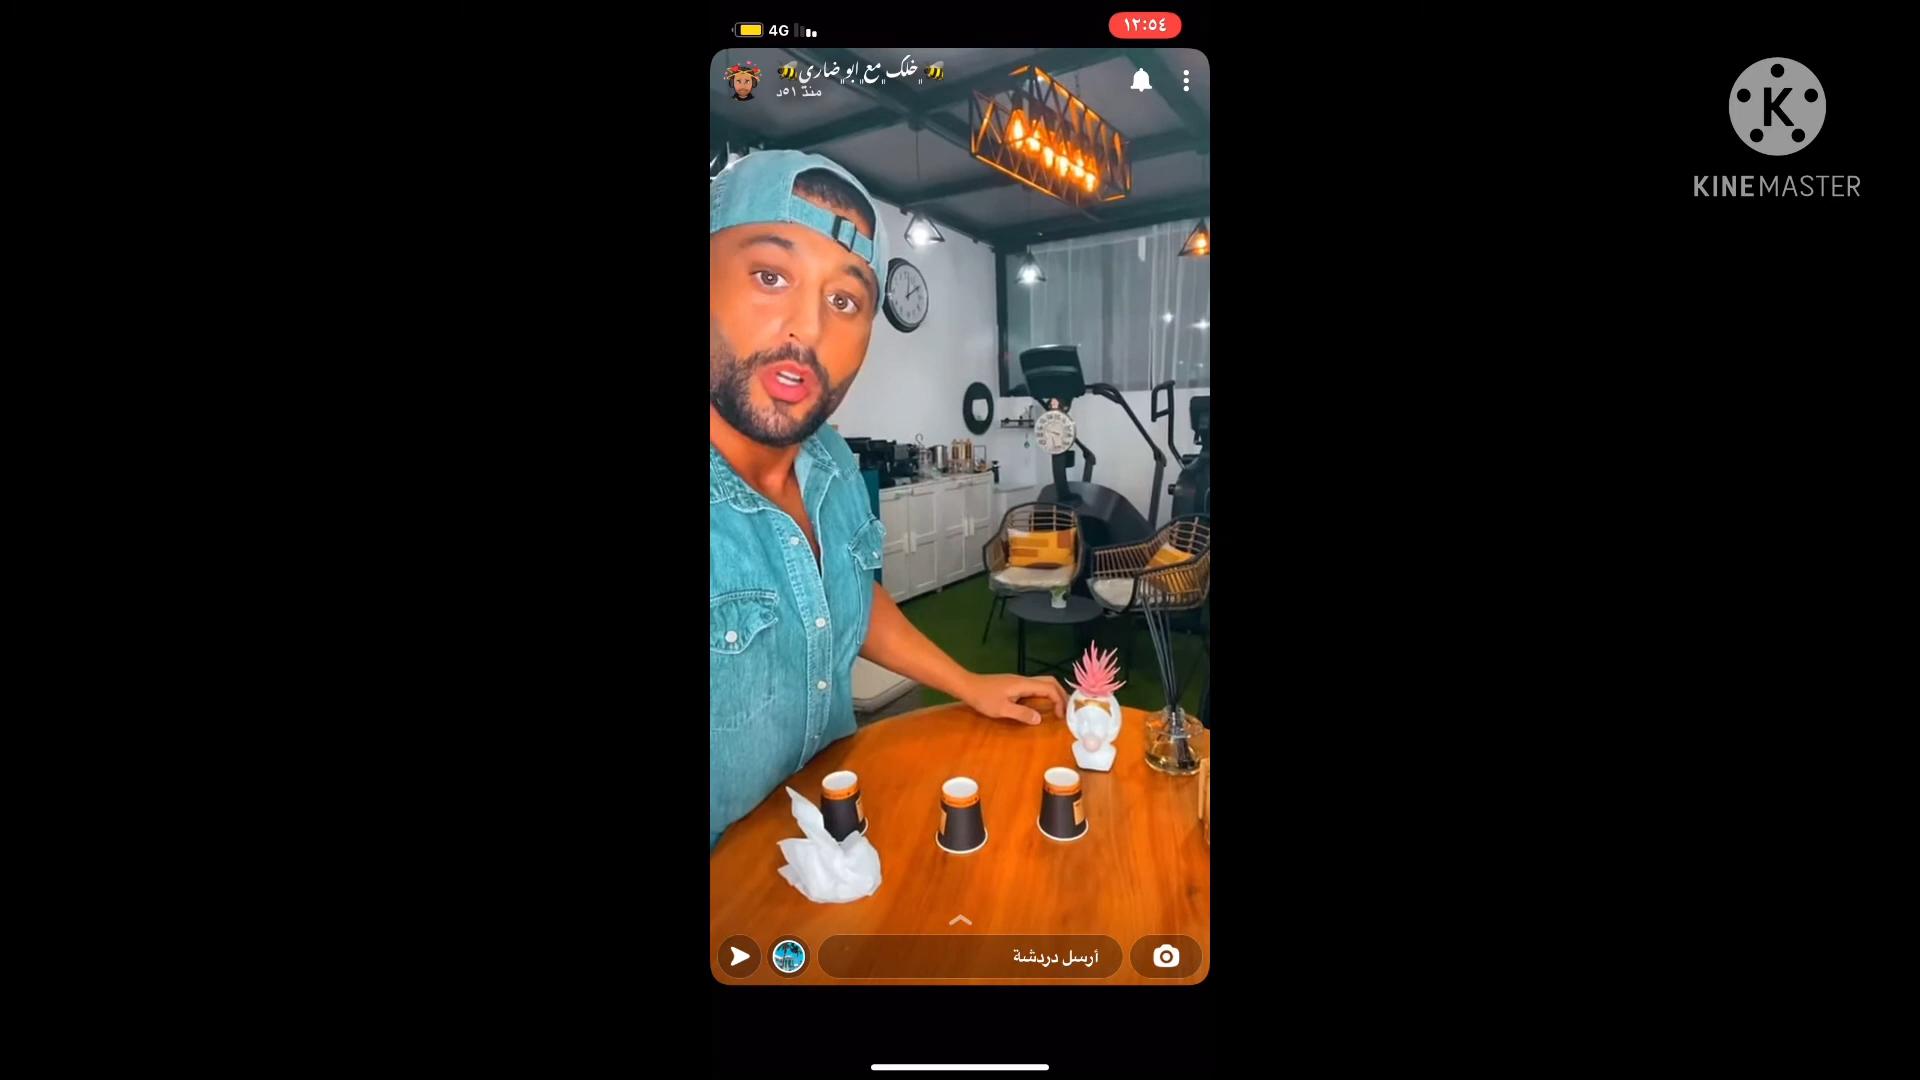 4G
١٢:٥٤
🐝خلك مع ابو ضاري🐝
منذ ٥١د
K
KINEMASTER
أرسل دردشة